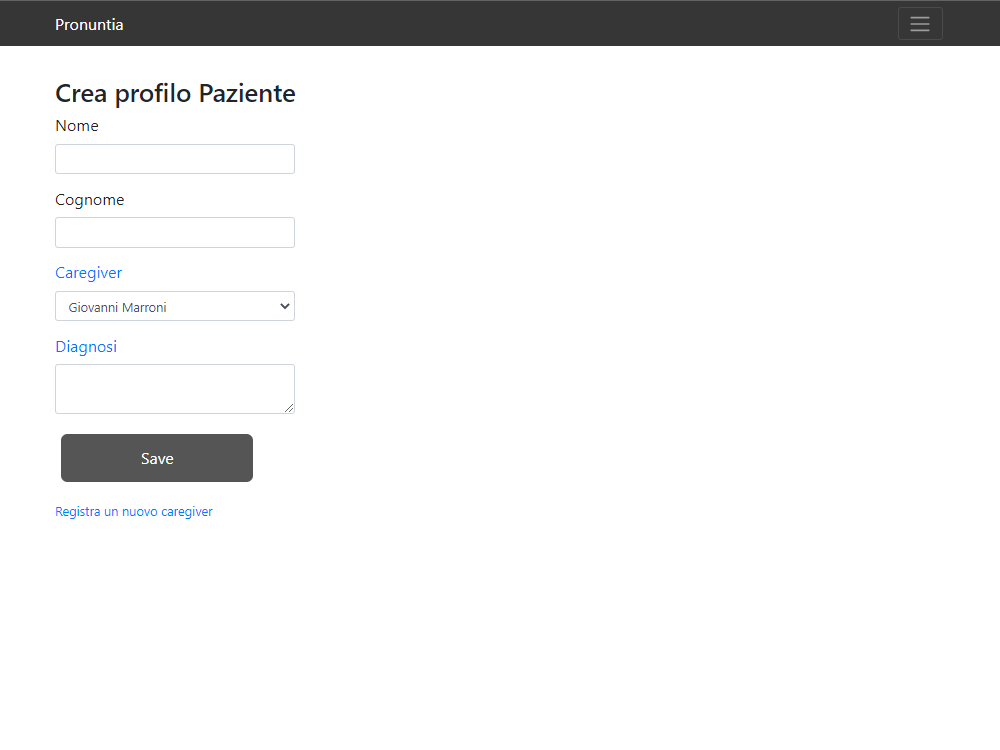 Pronuntia
Crea profilo Paziente
Nome
Cognome
Caregiver
Giovanni Marroni
Diagnosi
Save
Registra un nuovo caregiver